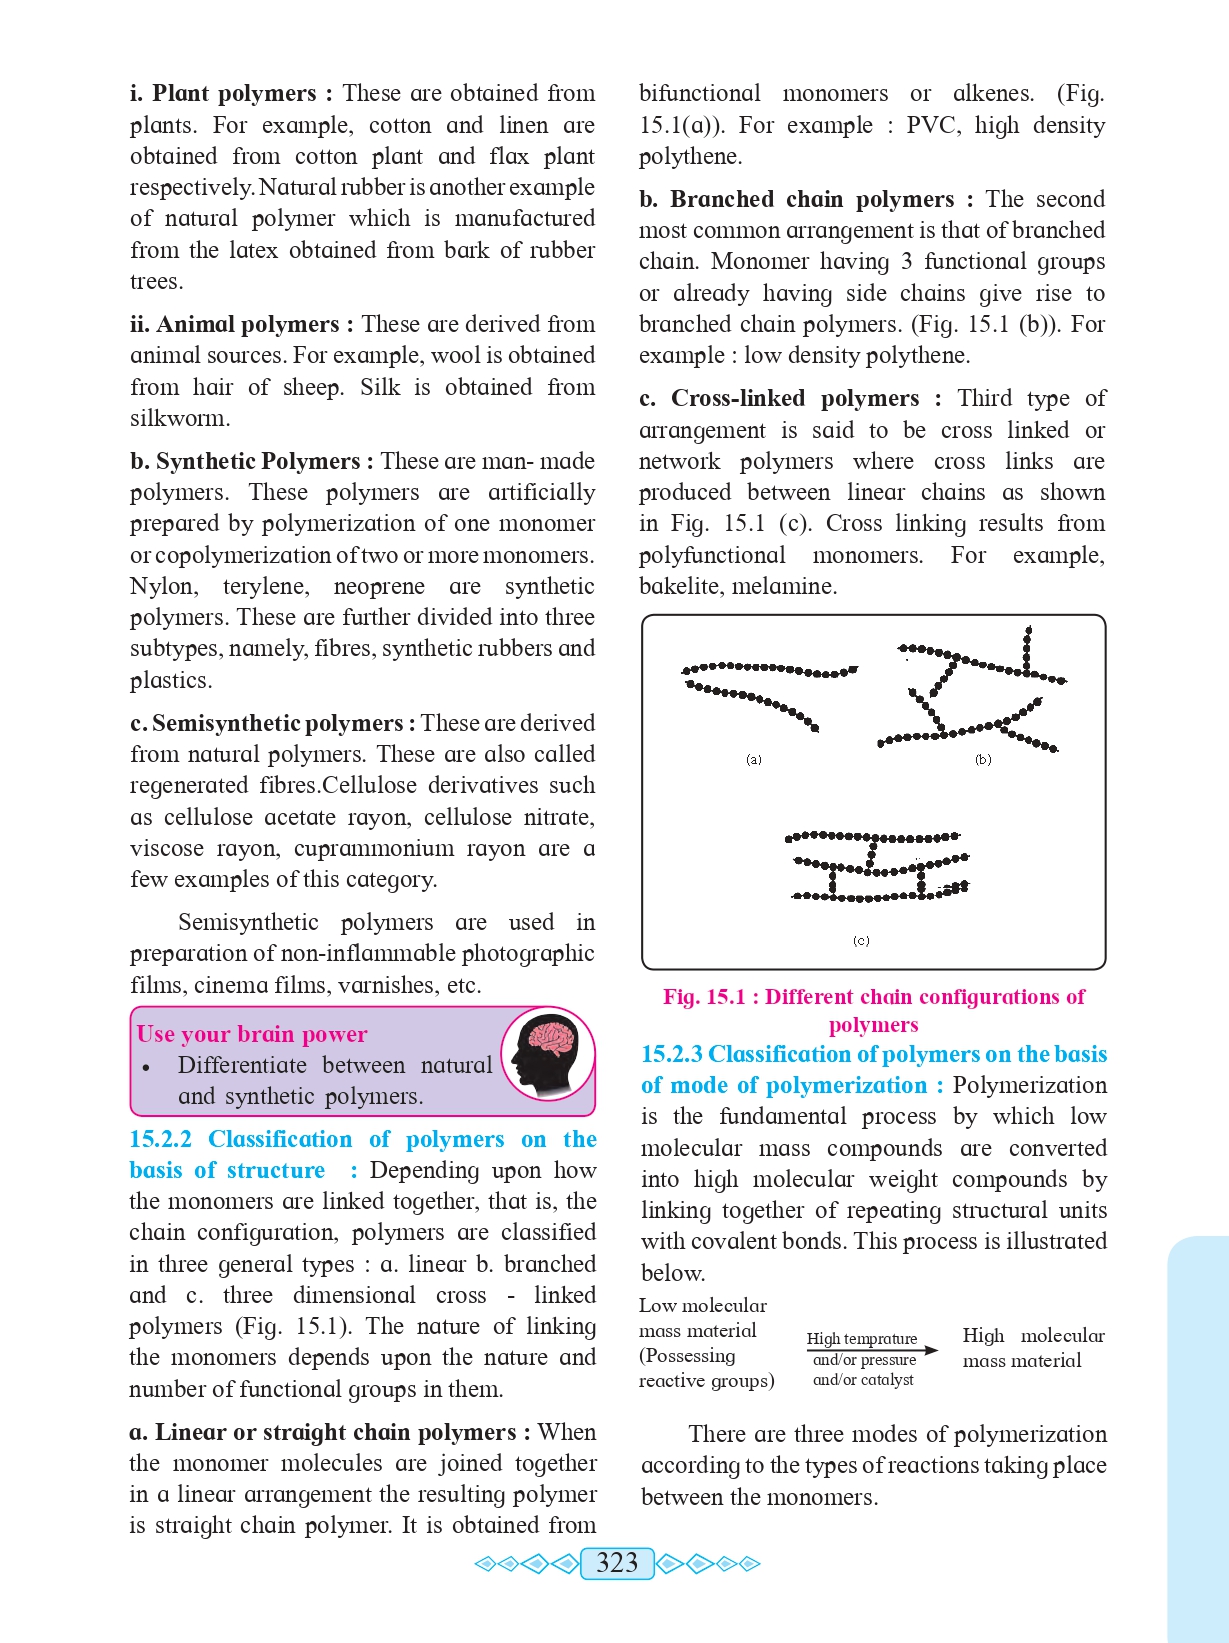 i. Plant polymers : These are obtained from
plants. For example, cotton and linen are
obtained from cotton plant and flax plant
respectively. Natural rubber is another example
of natural polymer which is manufactured
from the latex obtained from bark of rubber
trees.
ii. Animal polymers : These are derived from
animal sources. For example, wool is obtained
from hair of sheep. Silk is obtained from
silkworm.
b. Synthetic Polymers : These are man- made
polymers. These polymers are artificially
prepared by polymerization of one monomer
or copolymerization of two or more monomers.
Nylon, terylene, neoprene are synthetic
polymers. These are further divided into three
subtypes, namely, fibres, synthetic rubbers and
plastics.
c. Semisynthetic polymers : These are derived
from natural polymers. These are also called
regenerated fibres.Cellulose derivatives such
as cellulose acetate rayon, cellulose nitrate,
viscose rayon, cuprammonium rayon are a
few examples of this category.
Semisynthetic polymers are used in
preparation of non-inflammable photographic
films, cinema films, varnishes, etc.
Use your brain power
• Differentiate between natural
and synthetic polymers.
15.2.2 Classification of polymers on the
basis of structure : Depending upon how
the monomers are linked together, that is, the
chain configuration, polymers are classified
in three general types : a. linear b. branched
and c. three dimensional cross - linked
polymers (Fig. 15.1). The nature of linking
the monomers depends upon the nature and
number of functional groups in them.
a. Linear or straight chain polymers : When
the monomer molecules are joined together
in a linear arrangement the resulting polymer
is straight chain polymer. It is obtained from
bifunctional monomers or alkenes. (Fig.
15.1(a)). For example : PVC, high density
polythene.
b. Branched chain polymers : The second
most common arrangement is that of branched
chain. Monomer having 3 functional groups
or already having side chains give rise to
branched chain polymers. (Fig. 15.1 (b)). For
example : low density polythene.
c. Cross-linked polymers : Third type of
arrangement is said to be cross linked or
network polymers where cross links are
produced between linear chains as shown
in Fig. 15.1 (c). Cross linking results from
polyfunctional monomers. For example,
bakelite, melamine.
(a)
(b)
(c)
Fig. 15.1 : Different chain configurations of
polymers
15.2.3 Classification of polymers on the basis
of mode of polymerization : Polymerization
is the fundamental process by which low
molecular mass compounds are converted
into high molecular weight compounds by
linking together of repeating structural units
with covalent bonds. This process is illustrated
below.
Low molecular
mass material
(Possessing
reactive groups)
High temprature
and/or pressure
and/or catalyst
High molecular
mass material
There are three modes of polymerization
according to the types of reactions taking place
between the monomers.
323